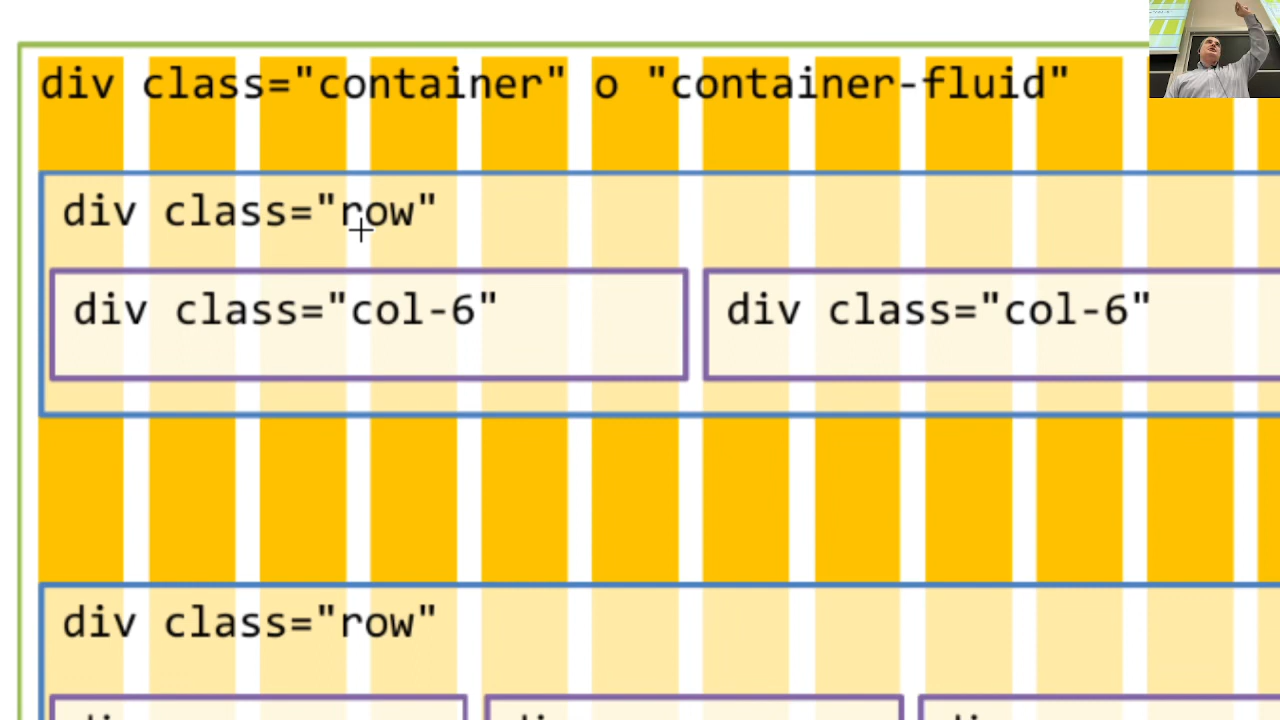 div class="container" o "container-fluid"
div class="row"
div class="col-6" div class="col-6"
div class="row"